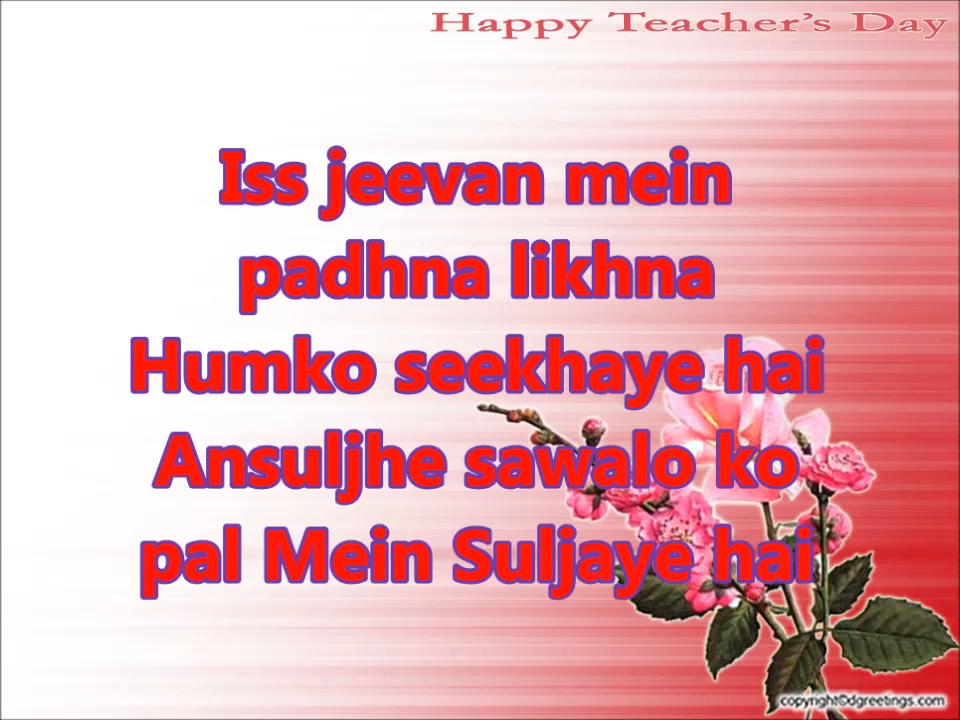 Happy Teacher's Day
Iss jeevan mein
padhna likhna
Humko seekhaye hai
Ansuljhe sawalo ko
pal Mein Suljaye hai
copyright©dgreetings.com